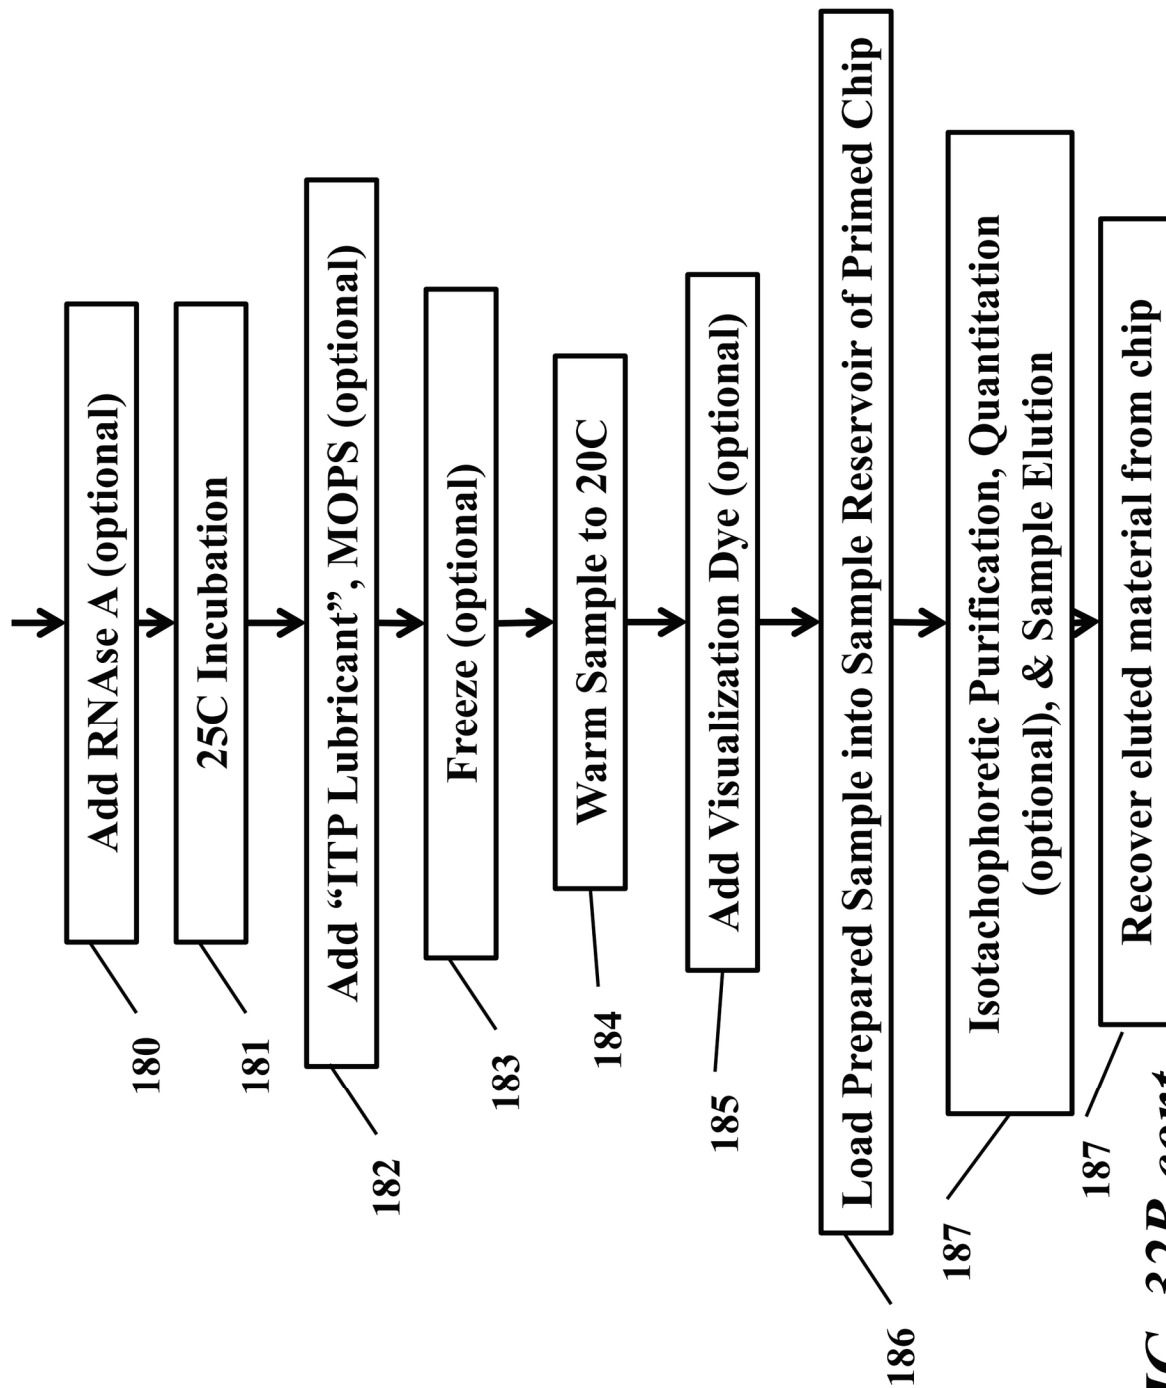 Add RNAse A (optional)
180
25C Incubation
181
Add “ITP Lubricant”, MOPS (optional)
182
Freeze (optional)
183
Warm Sample to 20C
184
Add Visualization Dye (optional)
185
Load Prepared Sample into Sample Reservoir of Primed Chip
186
Isotachophoretic Purification, Quantitation
(optional), & Sample Elution
187
Recover eluted material from chip
187